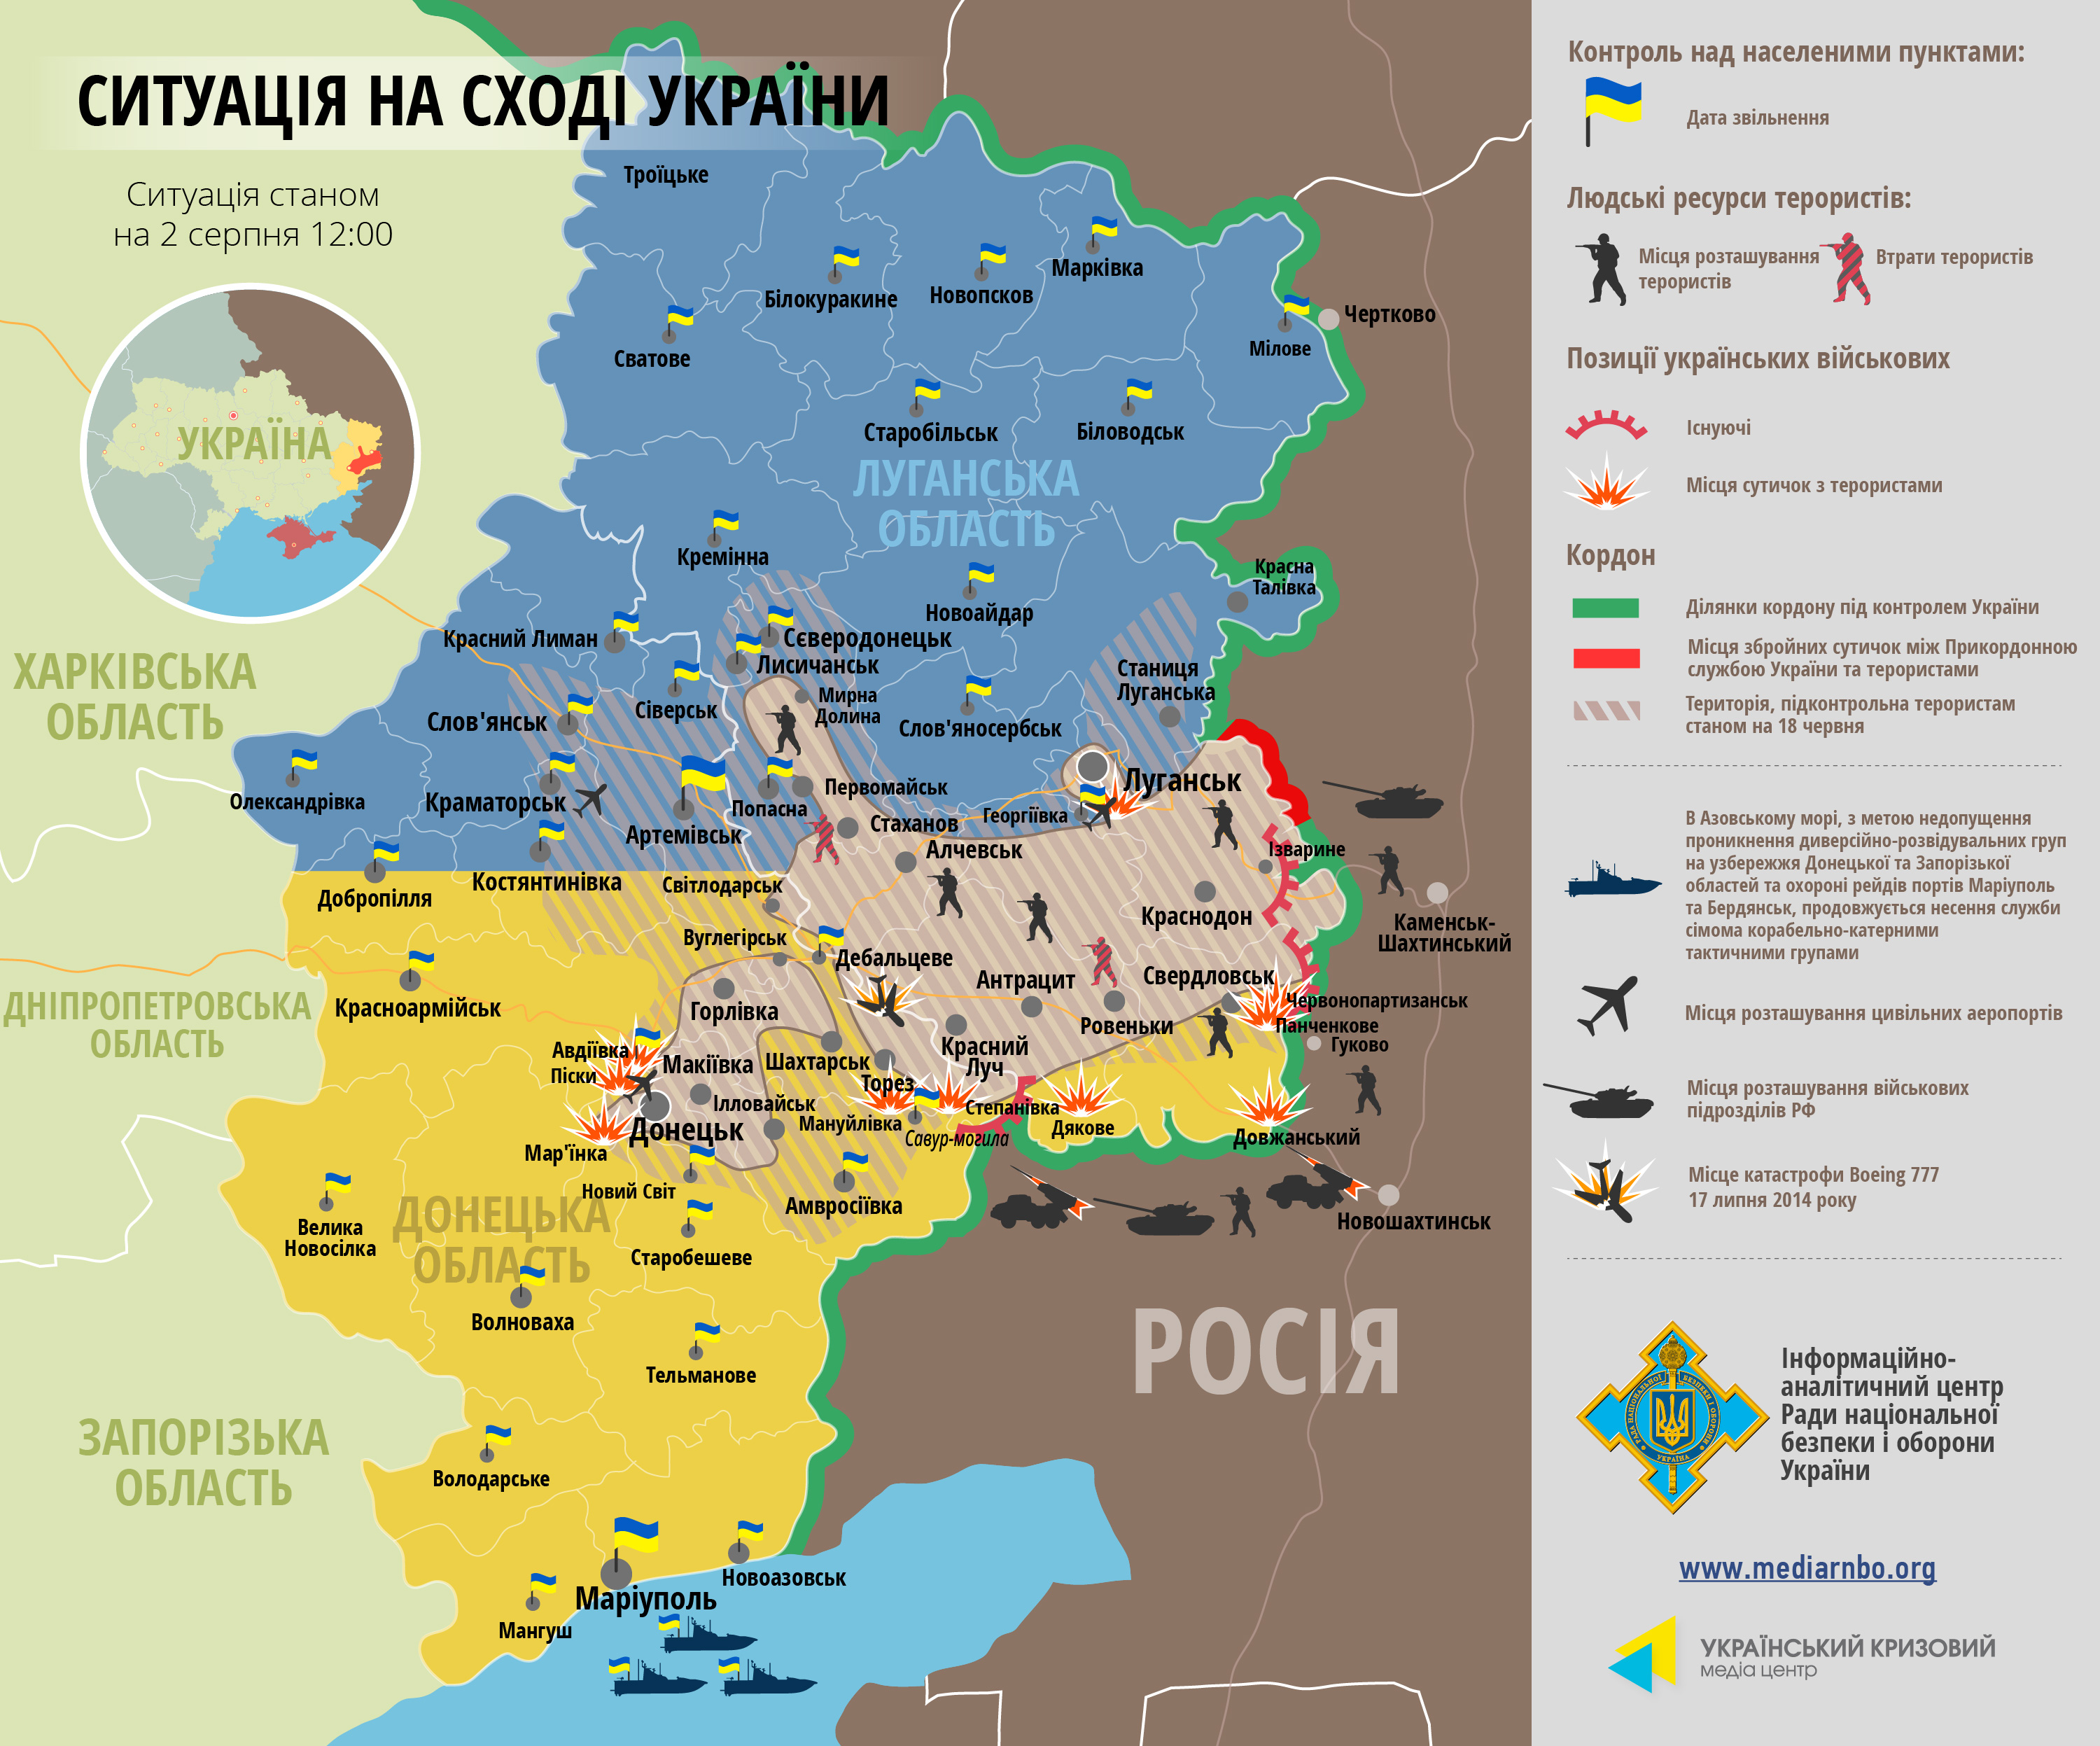 СИТУАЦІЯ НА СХОДІ УКРАЇНИ
Ситуація станом
на 2 серпня 12:00
УКРАЇНА
ХАРКІВСЬКА
ОБЛАСТЬ
ДНІПРОПЕТРОВСЬКА
ОБЛАСТЬ
ЗАПОРІЗЬКА
ОБЛАСТЬ
ЛУГАНСЬКА
ОБЛАСТЬ
ДОНЕЦЬКА
ОБЛАСТЬ
РОСІЯ
Троїцьке
Марківка
Білокуракине
Новопсков
Чертково
Мілове
Сватове
Старобільськ
Біловодськ
Кремінна
Красна
Талівка
Новоайдар
Красний Лиман
Сєверодонецьк
Лисичанськ
Станиця
Луганська
Мирна
Долина
Сіверськ
Слов'янськ
Слов'яносербськ
Луганськ
Олександрівка
Краматорськ
Первомайськ
Попасна
Георгіївка
Артемівськ
Стаханов
Алчевськ
Ізварине
Костянтинівка
Світлодарськ
Добропілля
Краснодон
Каменськ-
Шахтинський
Вуглегірськ
Дебальцеве
Антрацит
Свердловськ
Красноармійськ
Горлівка
Червонопартизанськ
Ровеньки
Панченкове
Гуково
Авдіївка
Піски
Макіївка
Шахтарськ
Красний
Луч
Торез
Ілловайськ
Степанівка
Мануйлівка
Дякове
Донецьк
Савур-могила
Довжанський
Мар'їнка
Новий Світ
Амвросіївка
Новошахтинськ
Велика
Новосілка
Старобешеве
Волноваха
Тельманове
Володарське
Новоазовськ
Маріуполь
Мангуш
Контроль над населеними пунктами:
Дата звільнення
Людські ресурси терористів:
Місця розташування
терористів
Втрати терористів
Позиції українських військових
Існуючі
Місця сутичок з терористами
Кордон
Ділянки кордону під контролем України
Місця збройних сутичок між Прикордонною
службою України та терористами
Територія, підконтрольна терористам
станом на 18 червня
В Азовському морі, з метою недопущення
проникнення диверсійно-розвідувальних груп
на узбережжя Донецької та Запорізької
областей та охороні рейдів портів Маріуполь
та Бердянськ, продовжується несення служби
сімома корабельно-катерними
тактичними групами
Місця розташування цивільних аеропортів
Місця розташування військових
підрозділів РФ
Місце катастрофи Boeing 777
17 липня 2014 року
Інформаційно-
аналітичний центр
Ради національної
безпеки і оборони
України
www.mediarnbo.org
УКРАЇНСЬКИЙ КРИЗОВИЙ
медіа центр